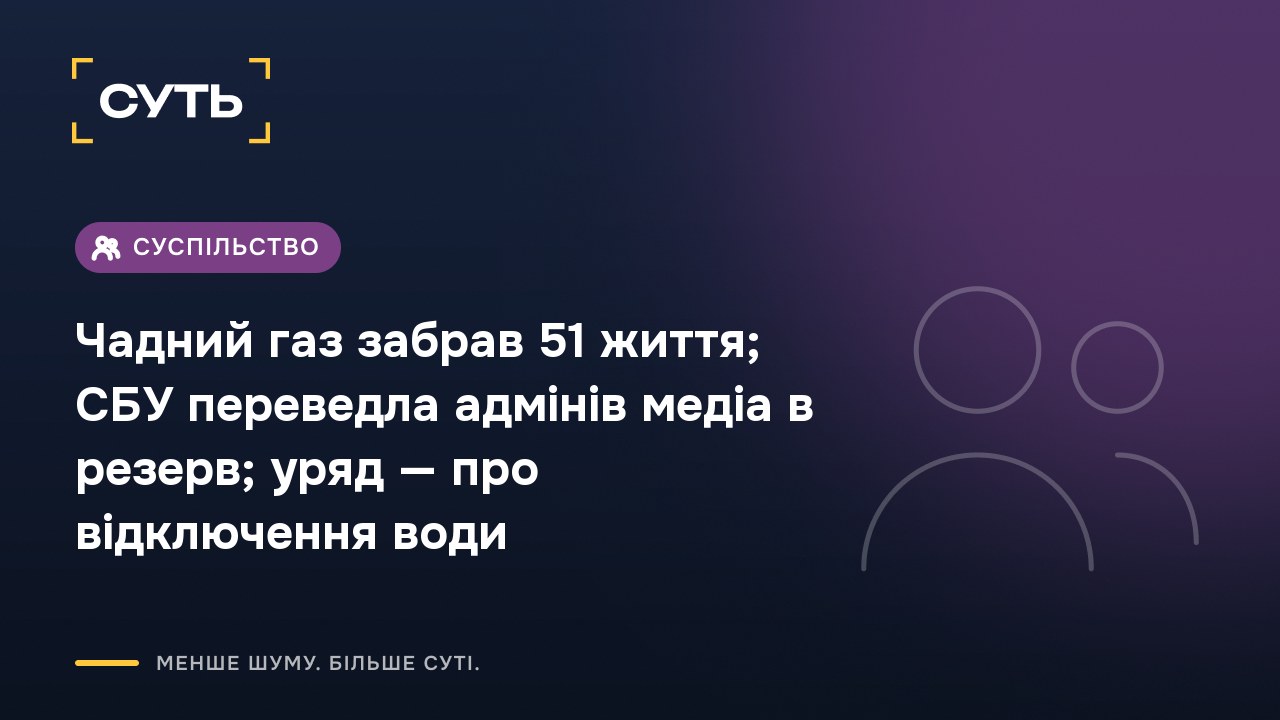 СУТЬ
СУСПІЛЬСТВО
Чадний газ забрав 51 життя;
СБУ переведла адмінів медіа в
резерв; уряд — про
відключення води
МЕНШЕ ШУМУ. БІЛЬШЕ СУТІ.